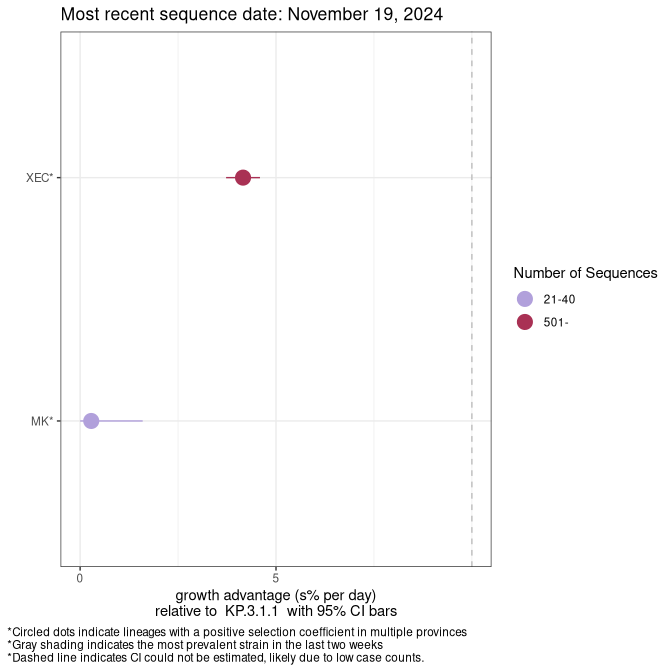 Most recent sequence date: November 19, 2024
XEC*
MK*
0
5
growth advantage (s% per day)
relative to  KP.3.1.1  with 95% CI bars
Number of Sequences
21-40
501-
*Circled dots indicate lineages with a positive selection coefficient in multiple provinces
*Gray shading indicates the most prevalent strain in the last two weeks
*Dashed line indicates CI could not be estimated, likely due to low case counts.